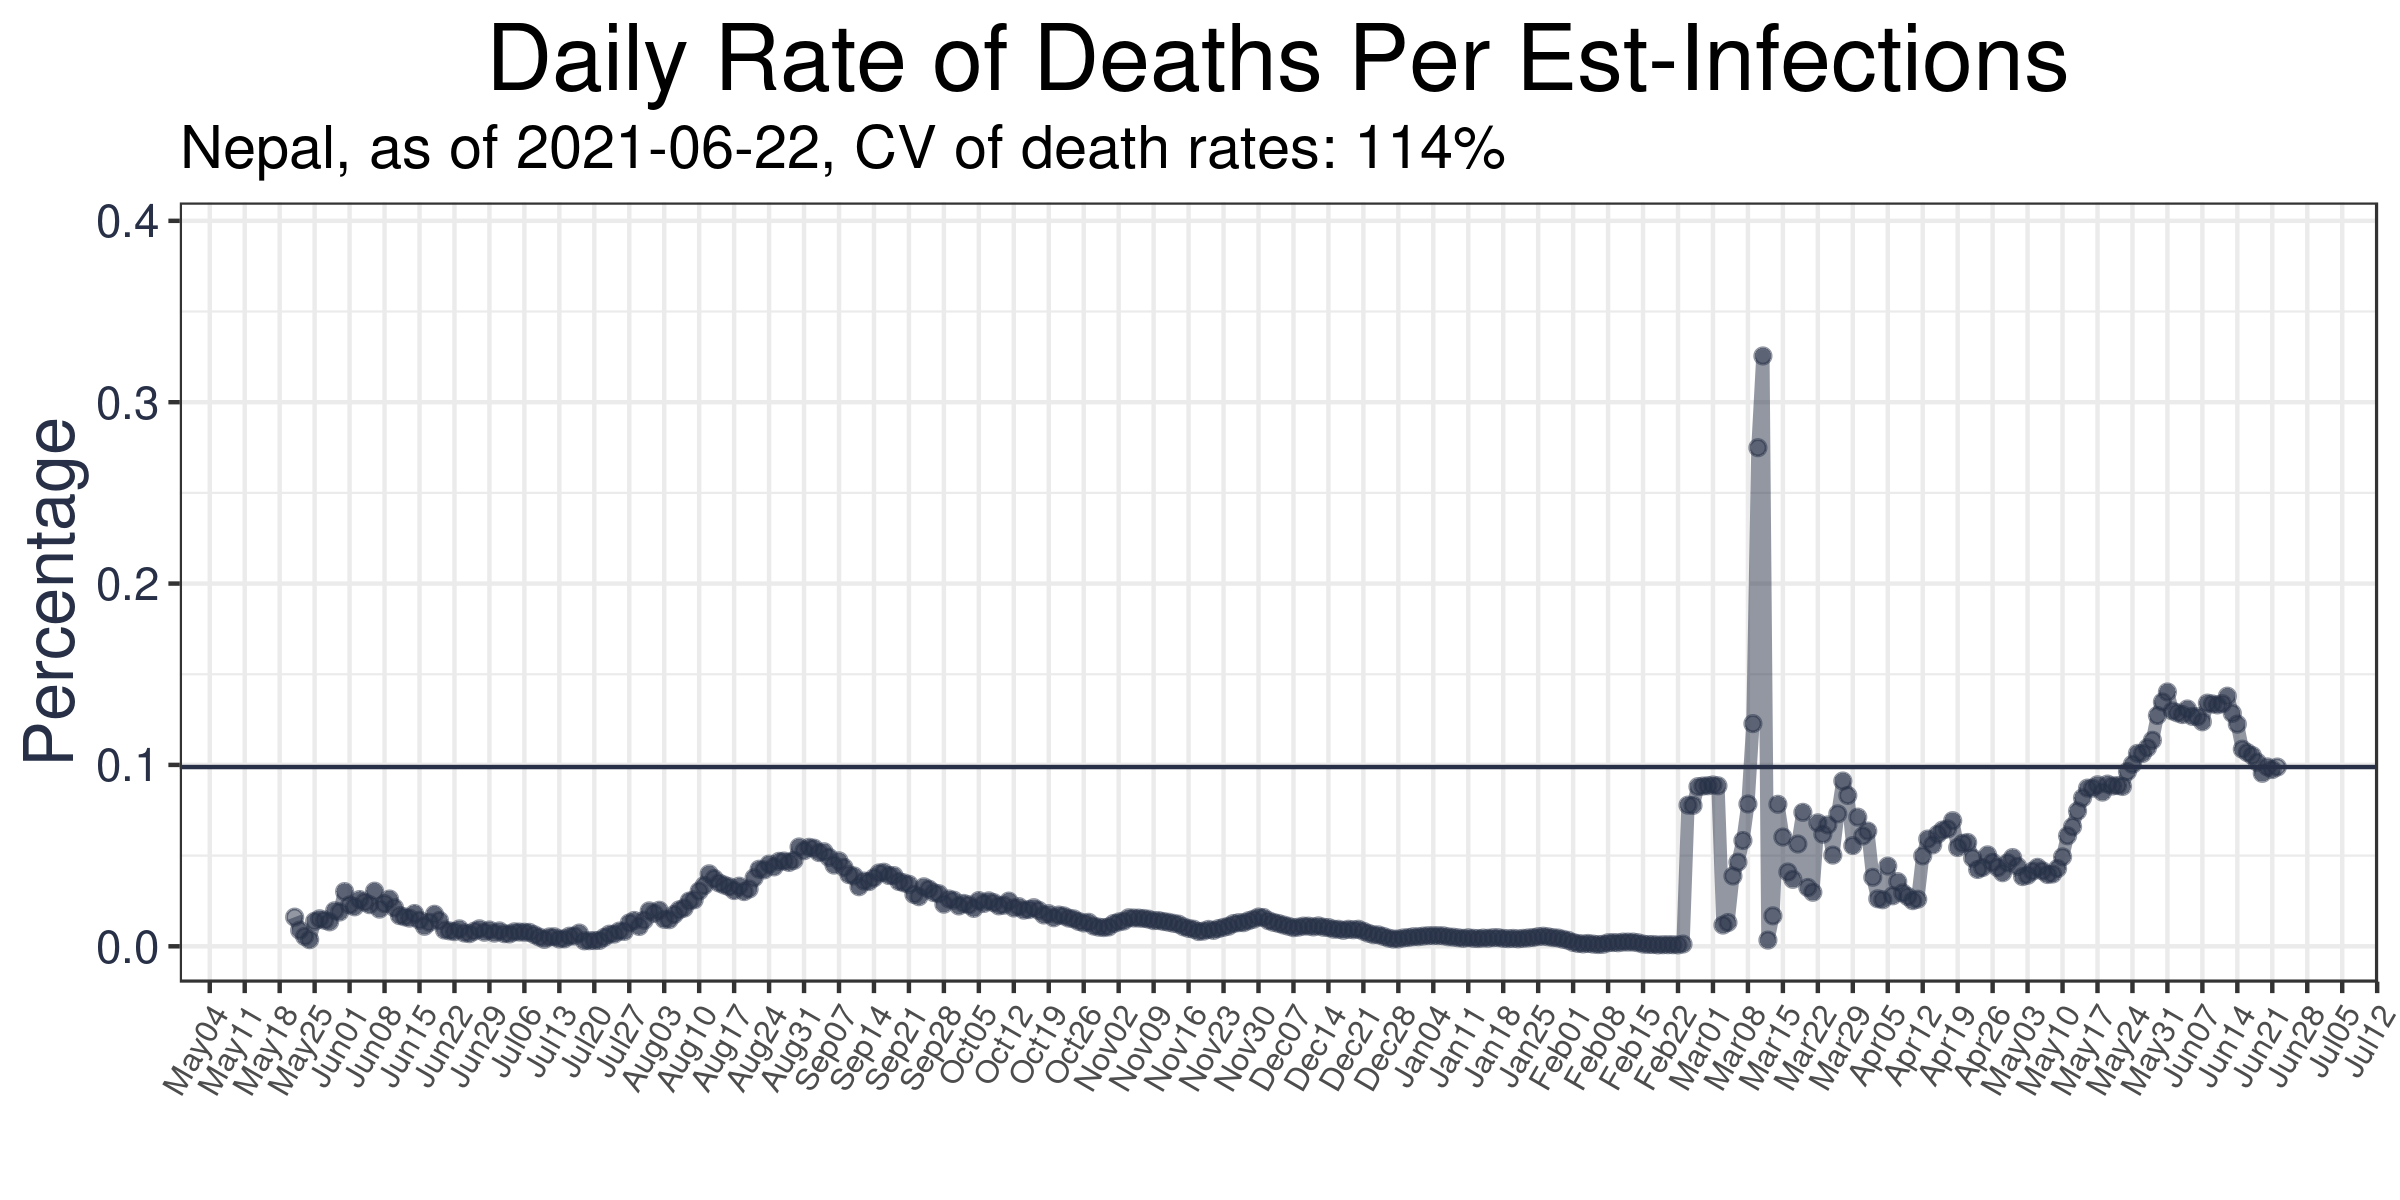 Daily Rate of Deaths Per Est-Infections
Nepal, as of 2021-06-22, CV of death rates: 114%
Percentage
0.4
0.3
0.2
0.1
0.0
May04
May11
May18
May25
Jun01
Jun08
Jun15
Jun22
Jun29
Jul06
Jul13
Jul20
Jul27
Aug03
Aug10
Aug17
Aug24
Aug31
Sep07
Sep14
Sep21
Sep28
Oct05
Oct12
Oct19
Oct26
Nov02
Nov09
Nov16
Nov23
Nov30
Dec07
Dec14
Dec21
Dec28
Jan04
Jan11
Jan18
Jan25
Feb01
Feb08
Feb15
Feb22
Mar01
Mar08
Mar15
Mar22
Mar29
Mar05
Apr12
Apr19
Apr26
May03
May10
May17
May24
May31
Jun07
Jun14
Jun21
Jun28
Jul05
Jul12